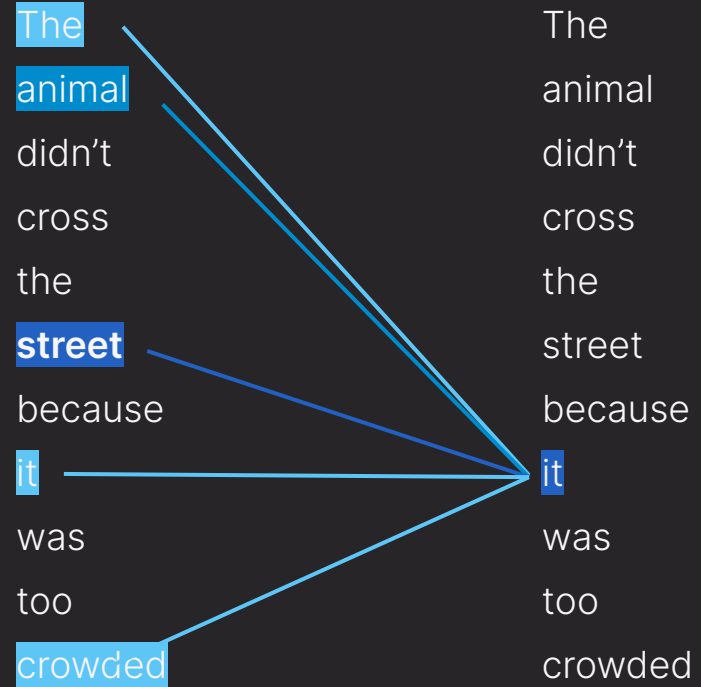 The The
animal animal
didn’t didn’t
cross cross
the the
street street
because because
it it
was was
too too
crowded crowded